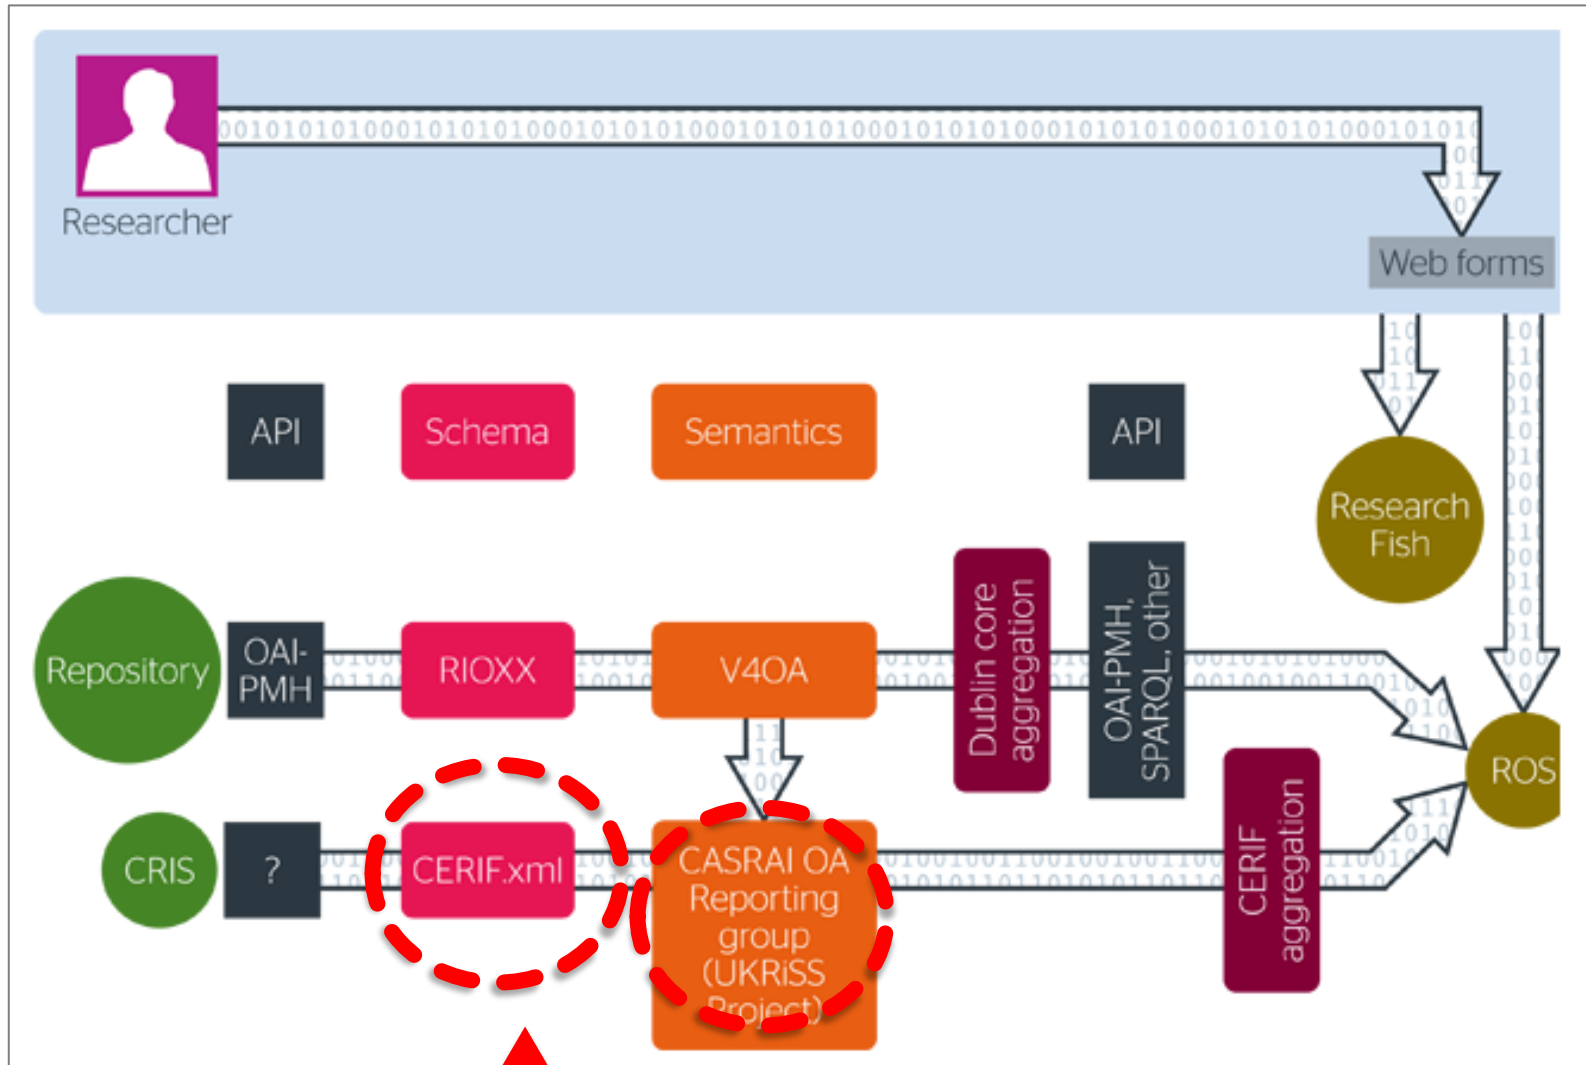 Researcher
Web forms
API
Schema
Semantics
API
Research
Fish
Repository
OAI-
PMH
RIOXX
V4OA
Dublin core
aggregation
OAI-PMH,
SPARQL, other
ROS
CRIS
?
CERIF.xml
CASRAI OA
Reporting
group
(UKRiSS
Project)
CERIF
aggregation